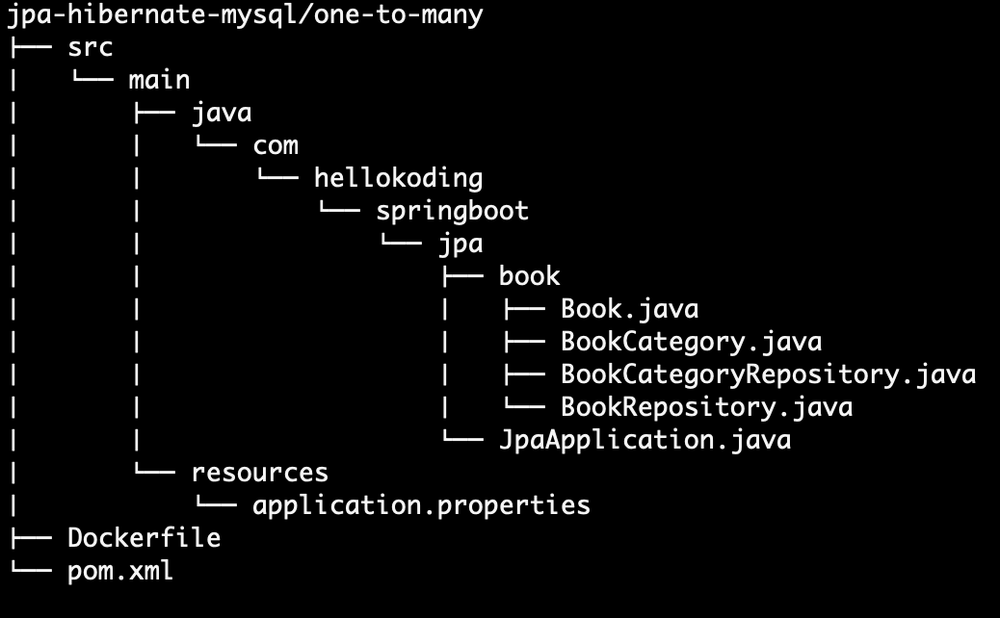 jpa-hibernate-mysql/one-to-many
├── src
│   └── main
│       ├── java
│       │   └── com
│       │       └── hellokoding
│       │           └── springboot
│       │               └── jpa
│       │                   ├── book
│       │                   │   ├── Book.java
│       │                   │   ├── BookCategory.java
│       │                   │   ├── BookCategoryRepository.java
│       │                   │   └── BookRepository.java
│       │                   └── JpaApplication.java
│       └── resources
│           └── application.properties
├── Dockerfile
└── pom.xml